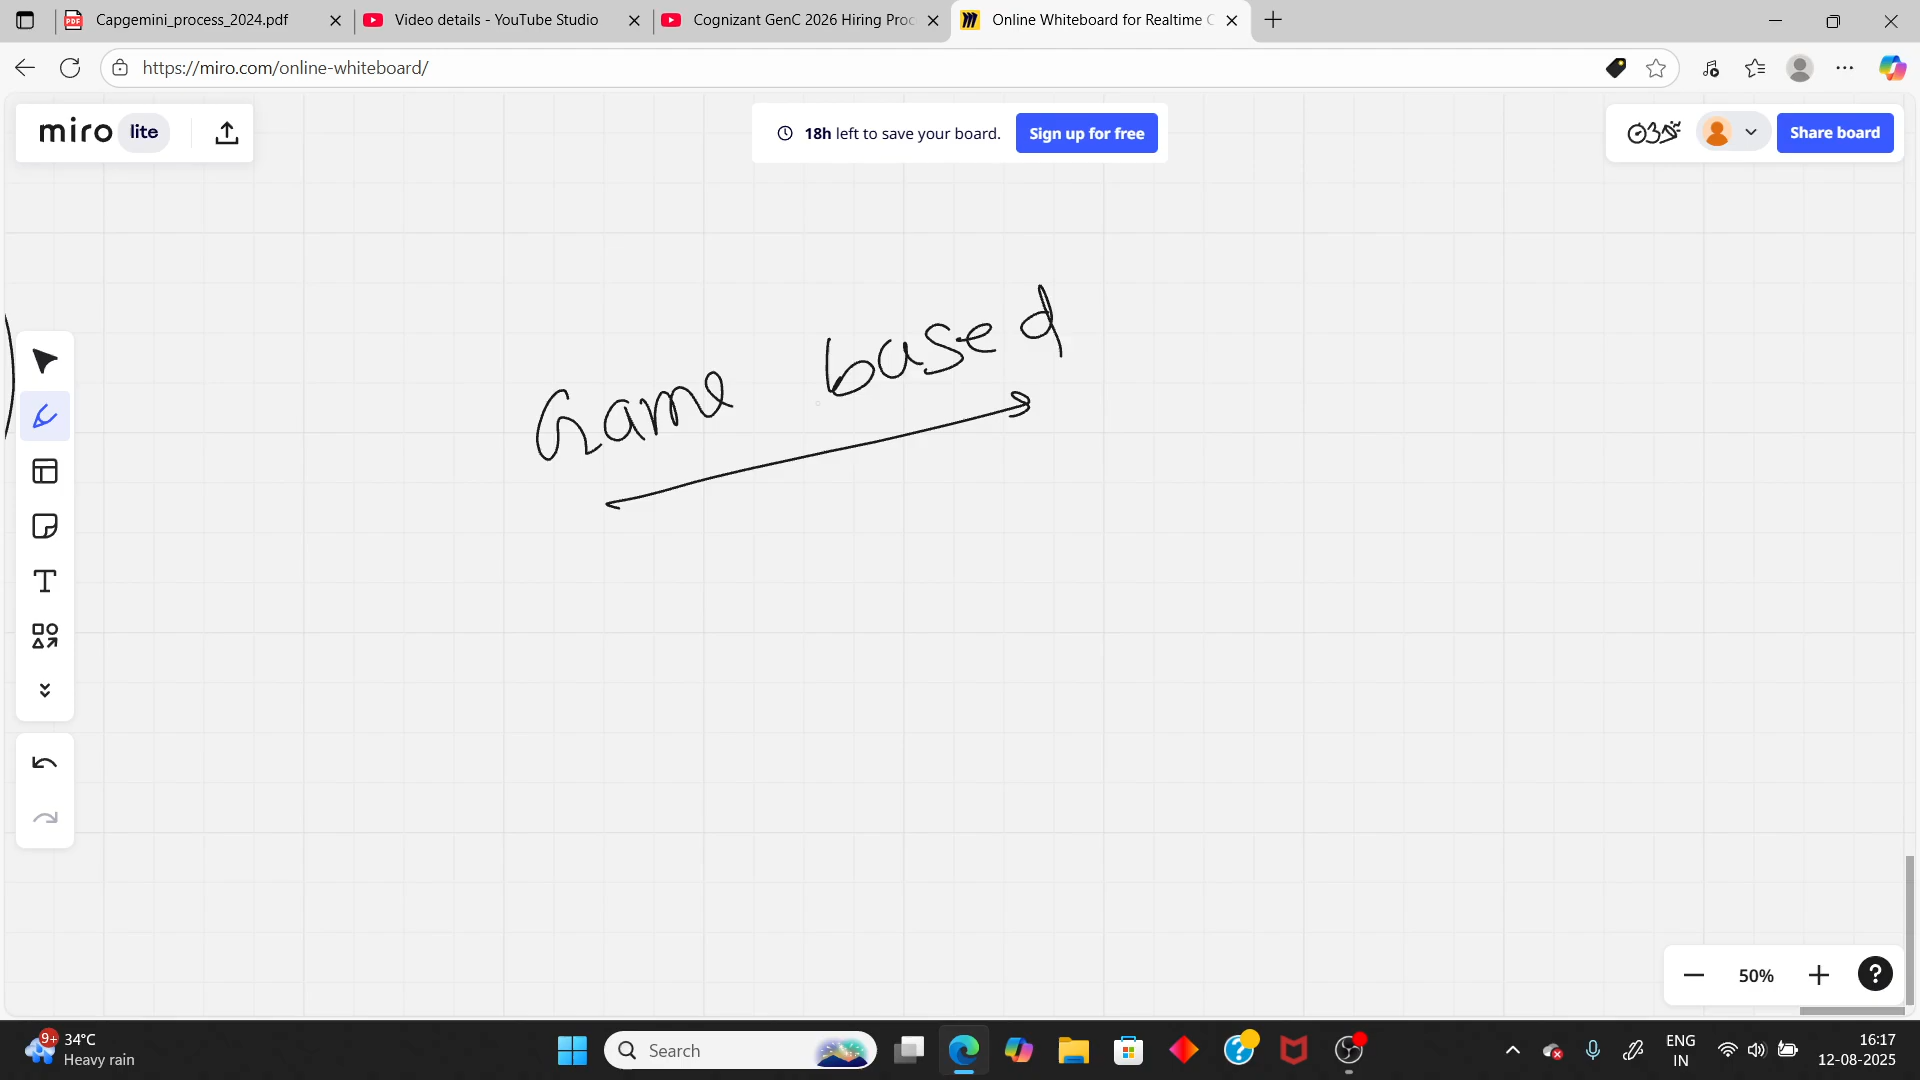 Capgemini_process_2024.pdf
Video details - YouTube Studio
Cognizant GenC 2026 Hiring Proc
Online Whiteboard for Realtime C
https://miro.com/online-whiteboard/
miro lite
18h left to save your board.
Sign up for free
Share board
Game based
50%
9+
34°C
Heavy rain
Search
ENG
IN
16:17
12-08-2025